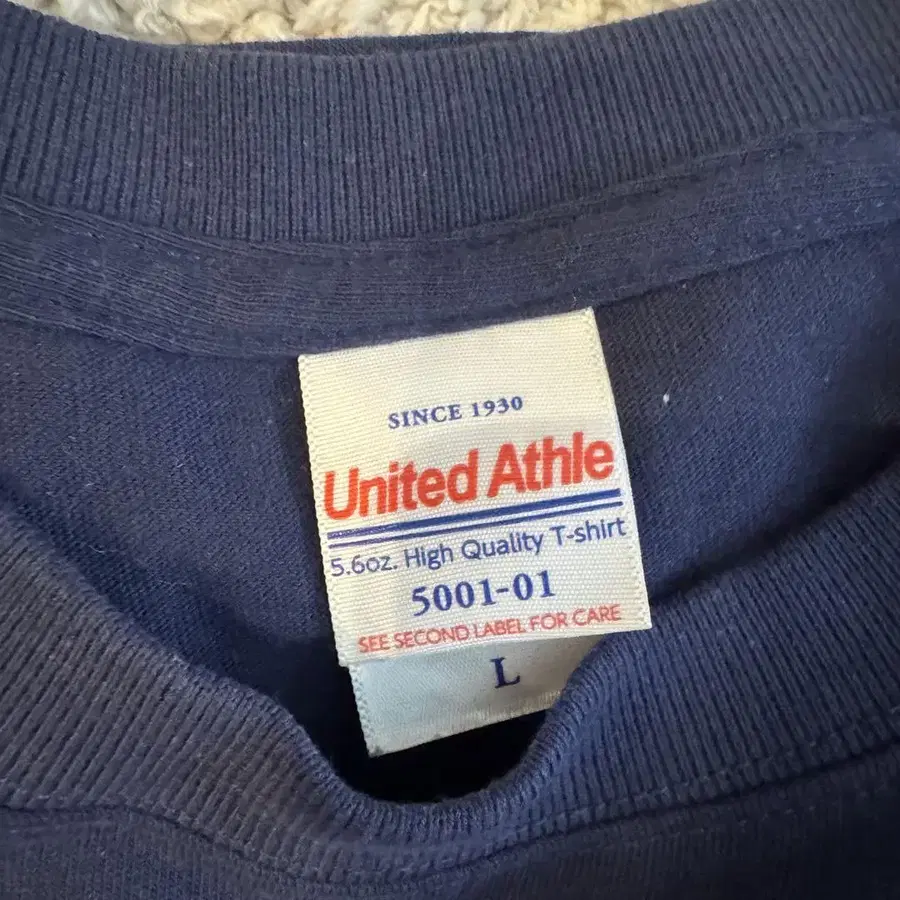 SINCE 1930
United Athle
5.6oz. High Quality T-shirt
5001-01
SEE SECOND LABEL FOR CARE
L